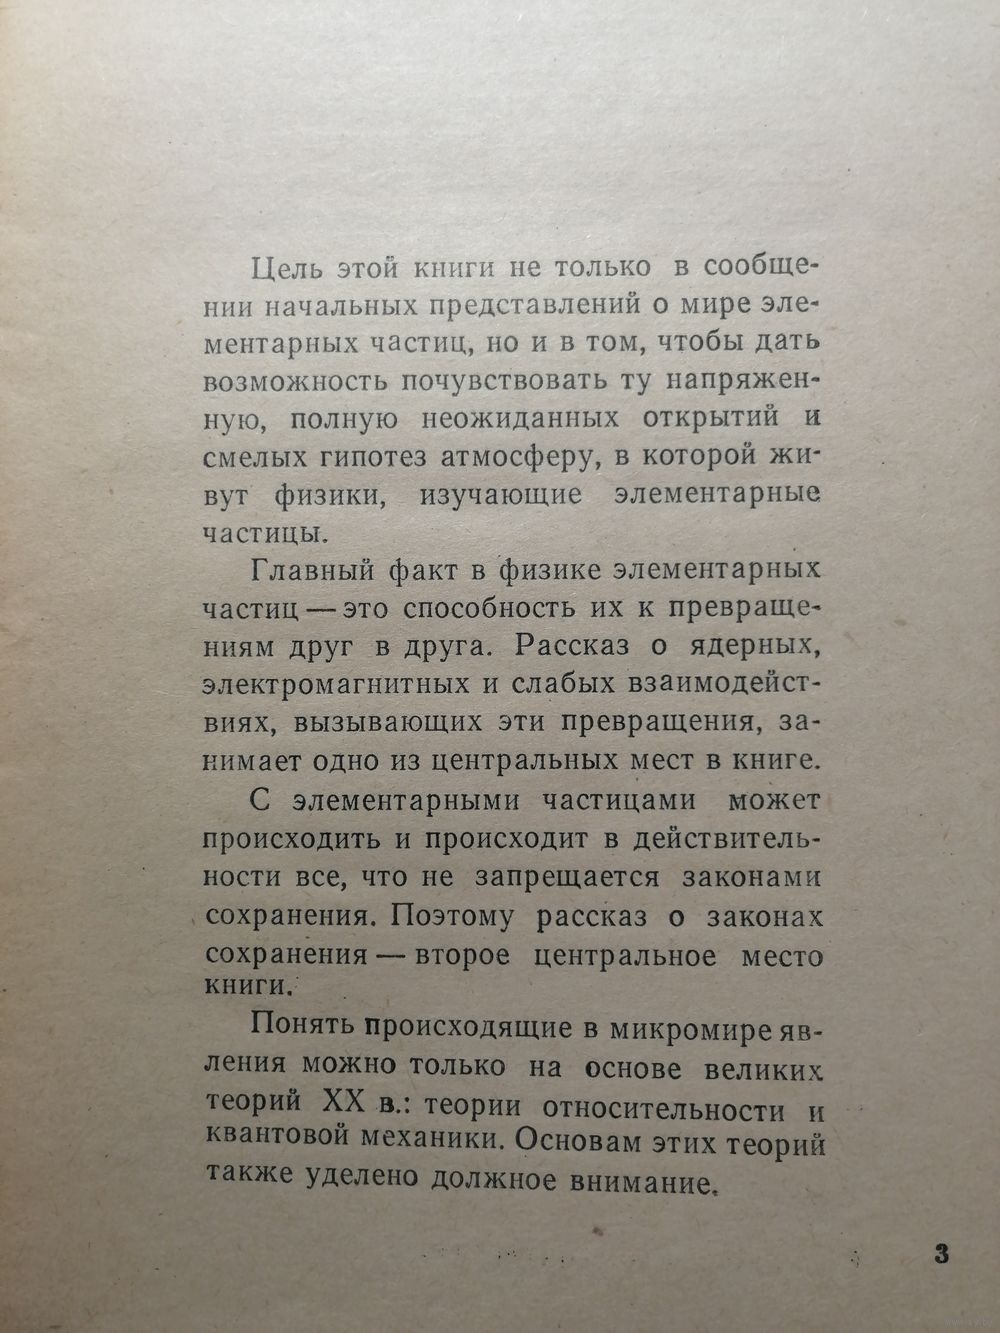 Цель этой книги не только в сообще-
нии начальных представлений о мире эле-
ментарных частиц, но и в том, чтобы дать
возможность почувствовать ту напряжен-
ную, полную неожиданных открытий и
смелых гипотез атмосферу, в которой жи-
вут физики, изучающие элементарные
частицы.
Главный факт в физике элементарных
частиц — это способность их к превраще-
ниям друг в друга. Рассказ о ядерных,
электромагнитных и слабых взаимодейст-
виях, вызывающих эти превращения, за-
нимает одно из центральных мест в книге.
С элементарными частицами может
происходить и происходит в действитель-
ности все, что не запрещается законами
сохранения. Поэтому рассказ о законах
сохранения — второе центральное место
книги.
Понять происходящие в микромире яв-
ления можно только на основе великих
теорий XX в.: теории относительности и
квантовой механики. Основам этих теорий
также уделено должное внимание.
3